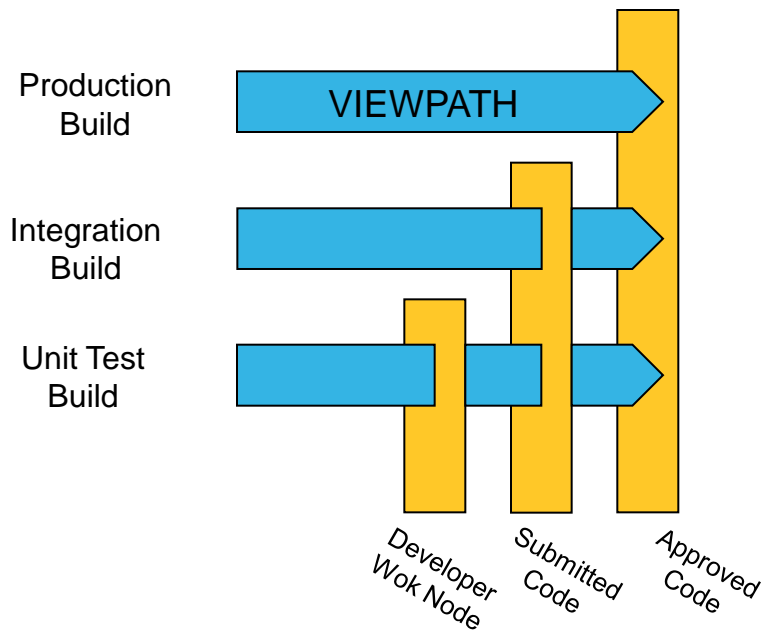 Production
Build
VIEWPATH
Integration
Build
Unit Test
Build
Developer
Wok Node
Submitted
Code
Approved
Code